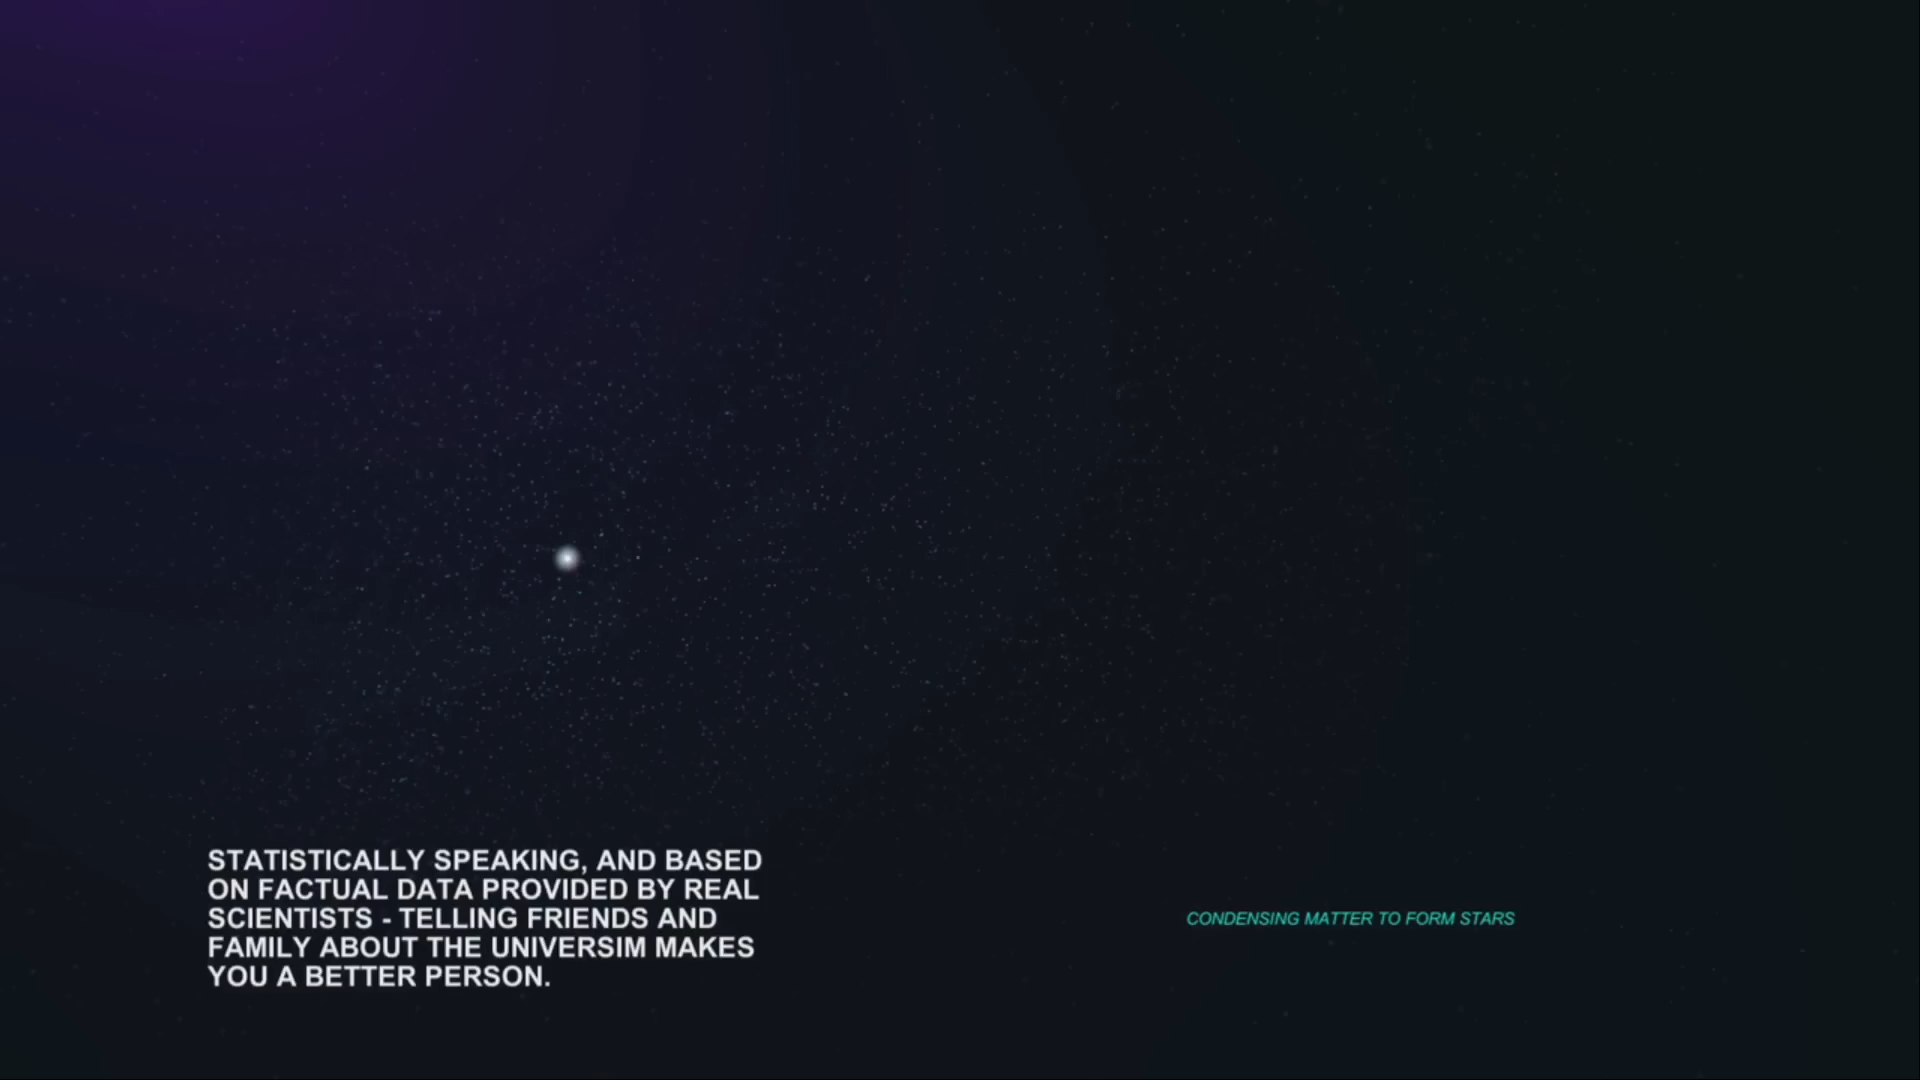 STATISTICALLY SPEAKING, AND BASED
ON FACTUAL DATA PROVIDED BY REAL
SCIENTISTS - TELLING FRIENDS AND
FAMILY ABOUT THE UNIVERSIM MAKES
YOU A BETTER PERSON.
CONDENSING MATTER TO FORM STARS